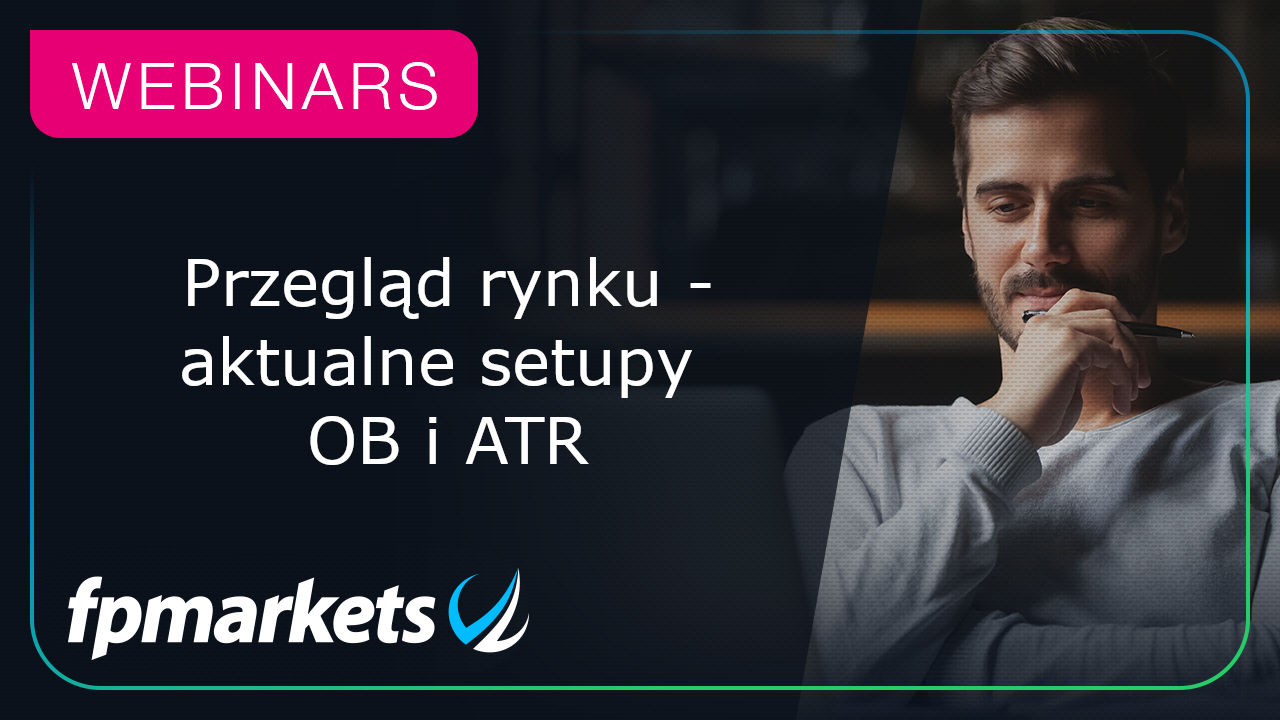 WEBINARS
Przegląd rynku -
aktualne setupy
OB i ATR
fpmarkets